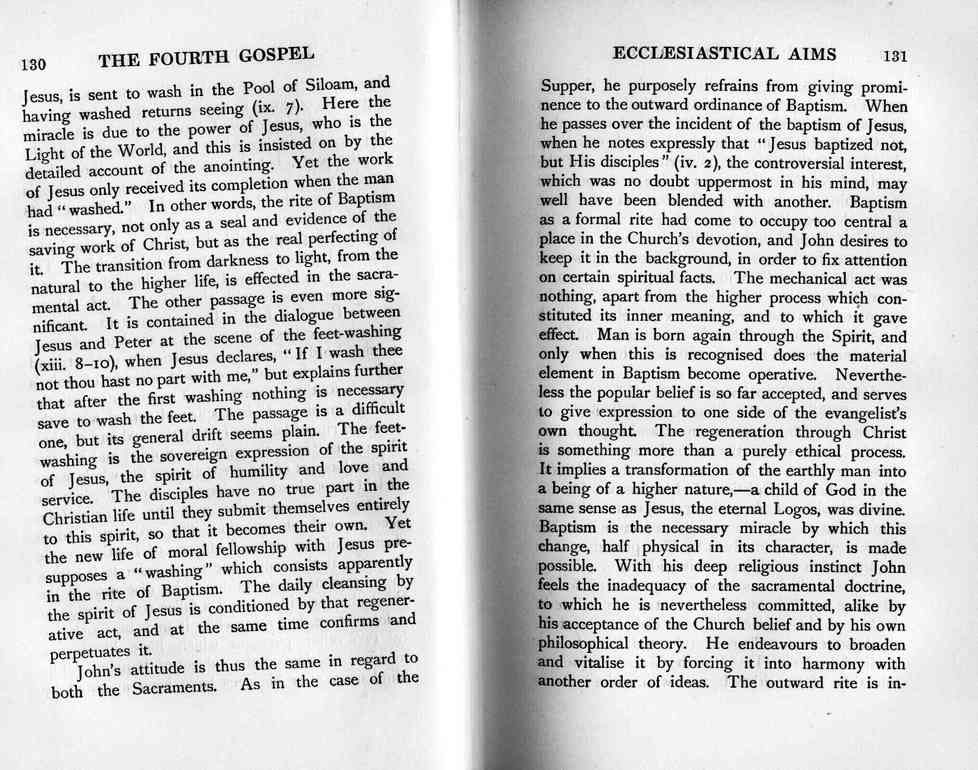 130 THE FOURTH GOSPEL
Jesus, is sent to wash in the Pool of Siloam, and
having washed returns seeing (ix. 7). Here the
miracle is due to the power of Jesus, who is the
Light of the World, and this is insisted on by the
detailed account of the anointing. Yet the work
of Jesus only received its completion when the man
had “washed.” In other words, the rite of Baptism
is necessary, not only as a seal and evidence of the
saving work of Christ, but as the real perfecting of
it. The transition from darkness to light, from the
natural to the higher life, is effected in the sacra-
mental act. The other passage is even more sig-
nificant. It is contained in the dialogue between
Jesus and Peter at the scene of the feet-washing
(xiii. 8–10), when Jesus declares, “If I wash thee
not thou hast no part with me,” but explains further
that after the first washing nothing is necessary
save to wash the feet. The passage is a difficult
one, but its general drift seems plain. The feet-
washing is the sovereign expression of the spirit
of Jesus, the spirit of humility and love and
service. The disciples have no true part in the
Christian life until they submit themselves entirely
to this spirit, so that it becomes their own. Yet
the new life of moral fellowship with Jesus pre-
supposes a “washing” which consists apparently
in the rite of Baptism. The daily cleansing by
the spirit of Jesus is conditioned by that regener-
ative act, and at the same time confirms and
perpetuates it.
John’s attitude is thus the same in regard to
both the Sacraments. As in the case of the
ECCLESIASTICAL AIMS 131
Supper, he purposely refrains from giving promi-
nence to the outward ordinance of Baptism. When
he passes over the incident of the baptism of Jesus,
when he notes expressly that “Jesus baptized not,
but His disciples” (iv. 2), the controversial interest,
which was no doubt uppermost in his mind, may
well have been blended with another. Baptism
as a formal rite had come to occupy too central a
place in the Church’s devotion, and John desires to
keep it in the background, in order to fix attention
on certain spiritual facts. The mechanical act was
nothing, apart from the higher process which con-
stituted its inner meaning, and to which it gave
effect. Man is born again through the Spirit, and
only when this is recognised does the material
element in Baptism become operative. Neverthe-
less the popular belief is so far accepted, and serves
to give expression to one side of the evangelist’s
own thought. The regeneration through Christ
is something more than a purely ethical process.
It implies a transformation of the earthly man into
a being of a higher nature,—a child of God in the
same sense as Jesus, the eternal Logos, was divine.
Baptism is the necessary miracle by which this
change, half physical in its character, is made
possible. With his deep religious instinct John
feels the inadequacy of the sacramental doctrine,
to which he is nevertheless committed, alike by
his acceptance of the Church belief and by his own
philosophical theory. He endeavours to broaden
and vitalise it by forcing it into harmony with
another order of ideas. The outward rite is in-